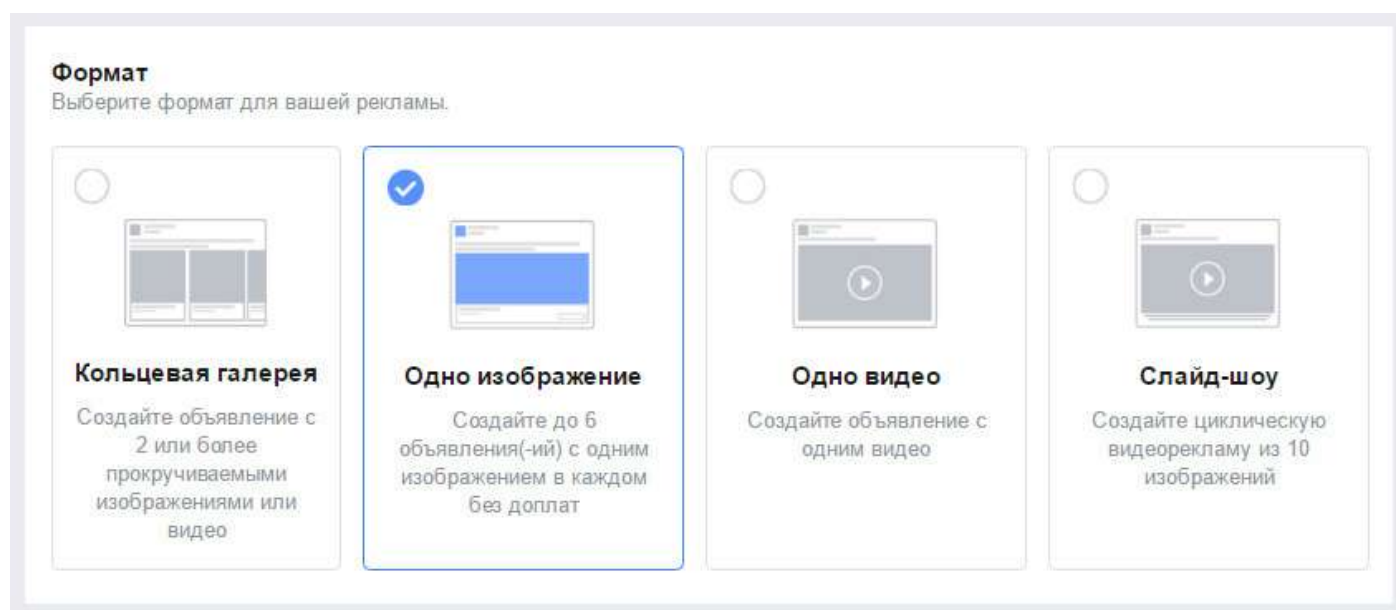 Формат
Выберите формат для вашей рекламы.
Кольцевая галерея
Создайте объявление с
2 или более
прокручиваемыми
изображениями или
видео
Одно изображение
Создайте до 6
объявления(-ий) с одним
изображением в каждом
без доплат
Одно видео
Создайте объявление с
одним видео
Слайд-шоу
Создайте циклическую
видеорекламу из 10
изображений